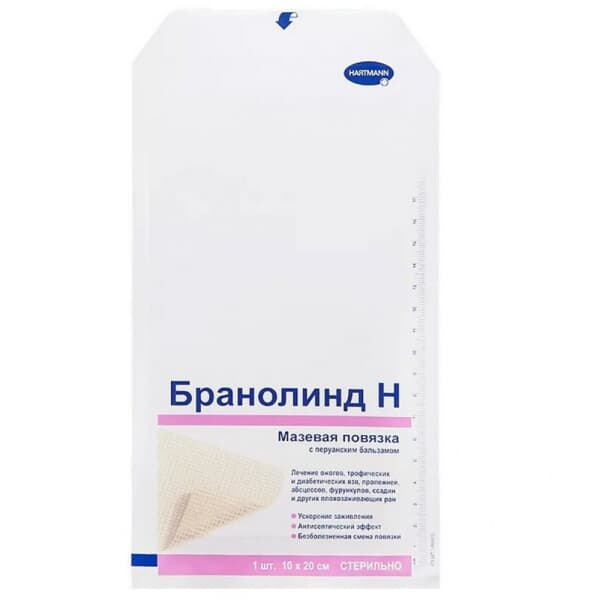 HARTMANN
Бранолинд Н
Мазевая повязка
с перуанским бальзамом
Лечение ожогов, трофических
и диабетических язв, пролежней,
абсцессов, фурункулов, ссадин
и других плохозаживающих ран
Ускорение заживления
Антисептический эффект
Безболезненная смена повязки
1 шт. 10 x 20 см СТЕРИЛЬНО